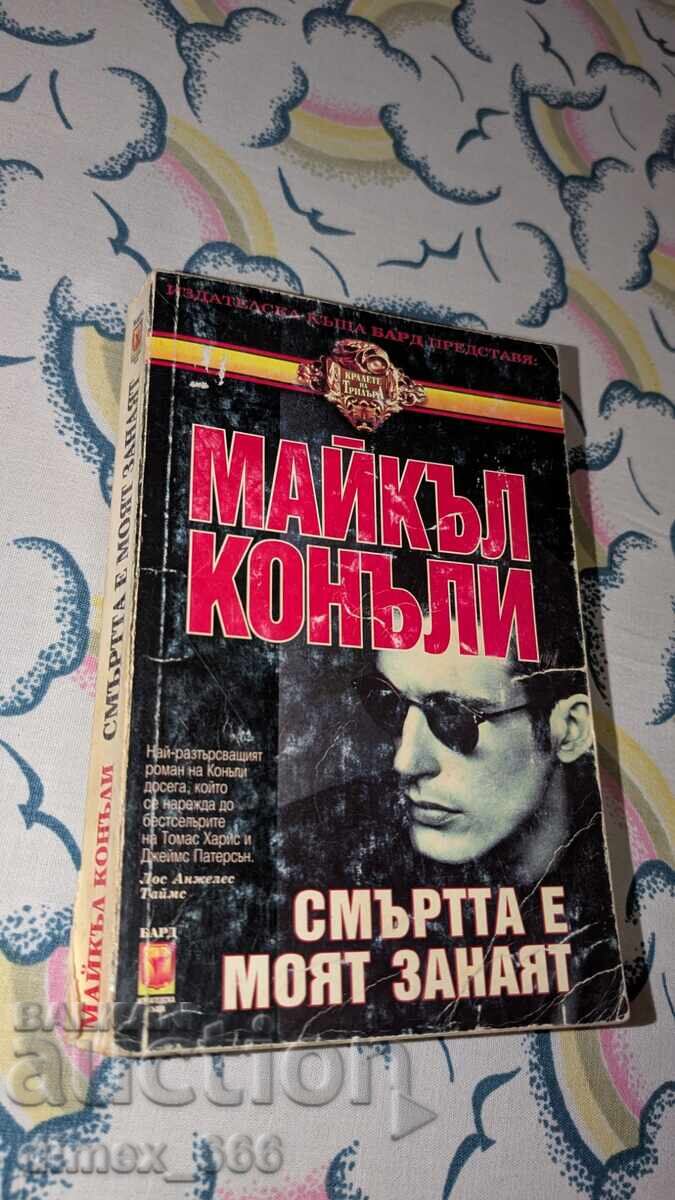 ИЗДАТЕЛСКА КЪЩА БАРД ПРЕДСТАВЯ:
КРАЛЕТЕ
НА
ТРИЛЪРА
МАЙКЪЛ
КОНЪЛИ
Най-разтърсващият
роман на Конъли
досега, който
се нарежда до
бестселърите
на Томас Харис и
Джеймс Патерсън.
Лос Анжелес
Таймс
СМЪРТТА Е
МОЯТ ЗАНАЯТ
БАРД
МАЙКЪЛ КОНЪЛИ СМЪРТТА Е МОЯТ ЗАНАЯТ
auction
dimex_666